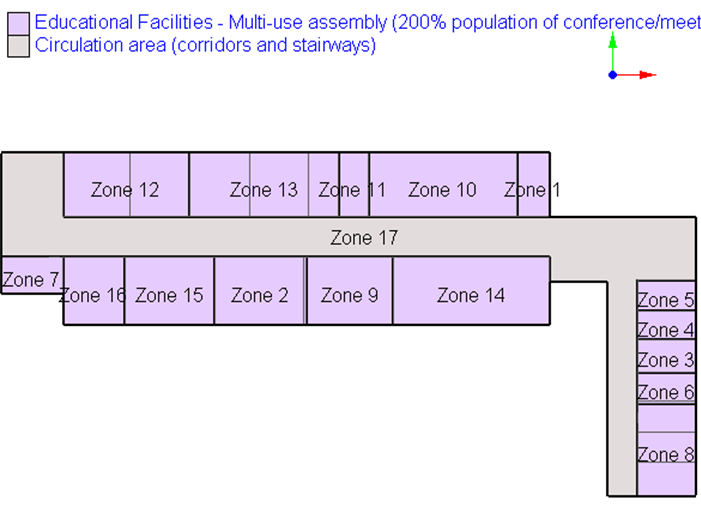 Educational Facilities - Multi-use assembly (200% population of conference/meet
Circulation area (corridors and stairways)
Zone 12
Zone 13
Zone 11
Zone 10
Zone 1
Zone 17
Zone 7
Zone 16
Zone 15
Zone 2
Zone 9
Zone 14
Zone 5
Zone 4
Zone 3
Zone 6
Zone 8